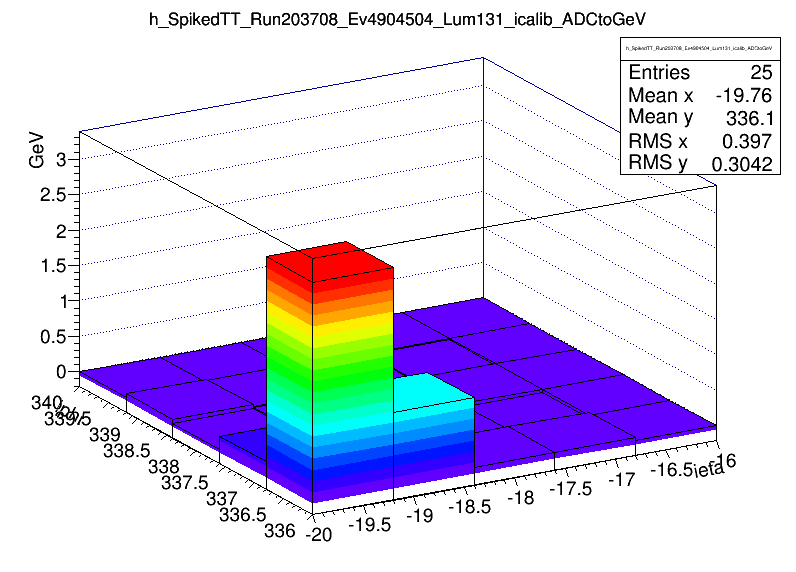 h_SpikedTT_Run203708_Ev4904504_Lum131_icalib_ADCtoGeV
h_SpikedTT_Run203708_Ev4904504_Lum131_icalib_ADCtoGeV
Entries 25
Mean x -19.76
Mean y 336.1
RMS x 0.397
RMS y 0.3042
GeV
3
2.5
2
1.5
1
0.5
0
340
339.5
339
338.5
338
337.5
337
336.5
336
-20
-19.5
-19
-18.5
-18
-17.5
-17
-16.5
-16
ieta